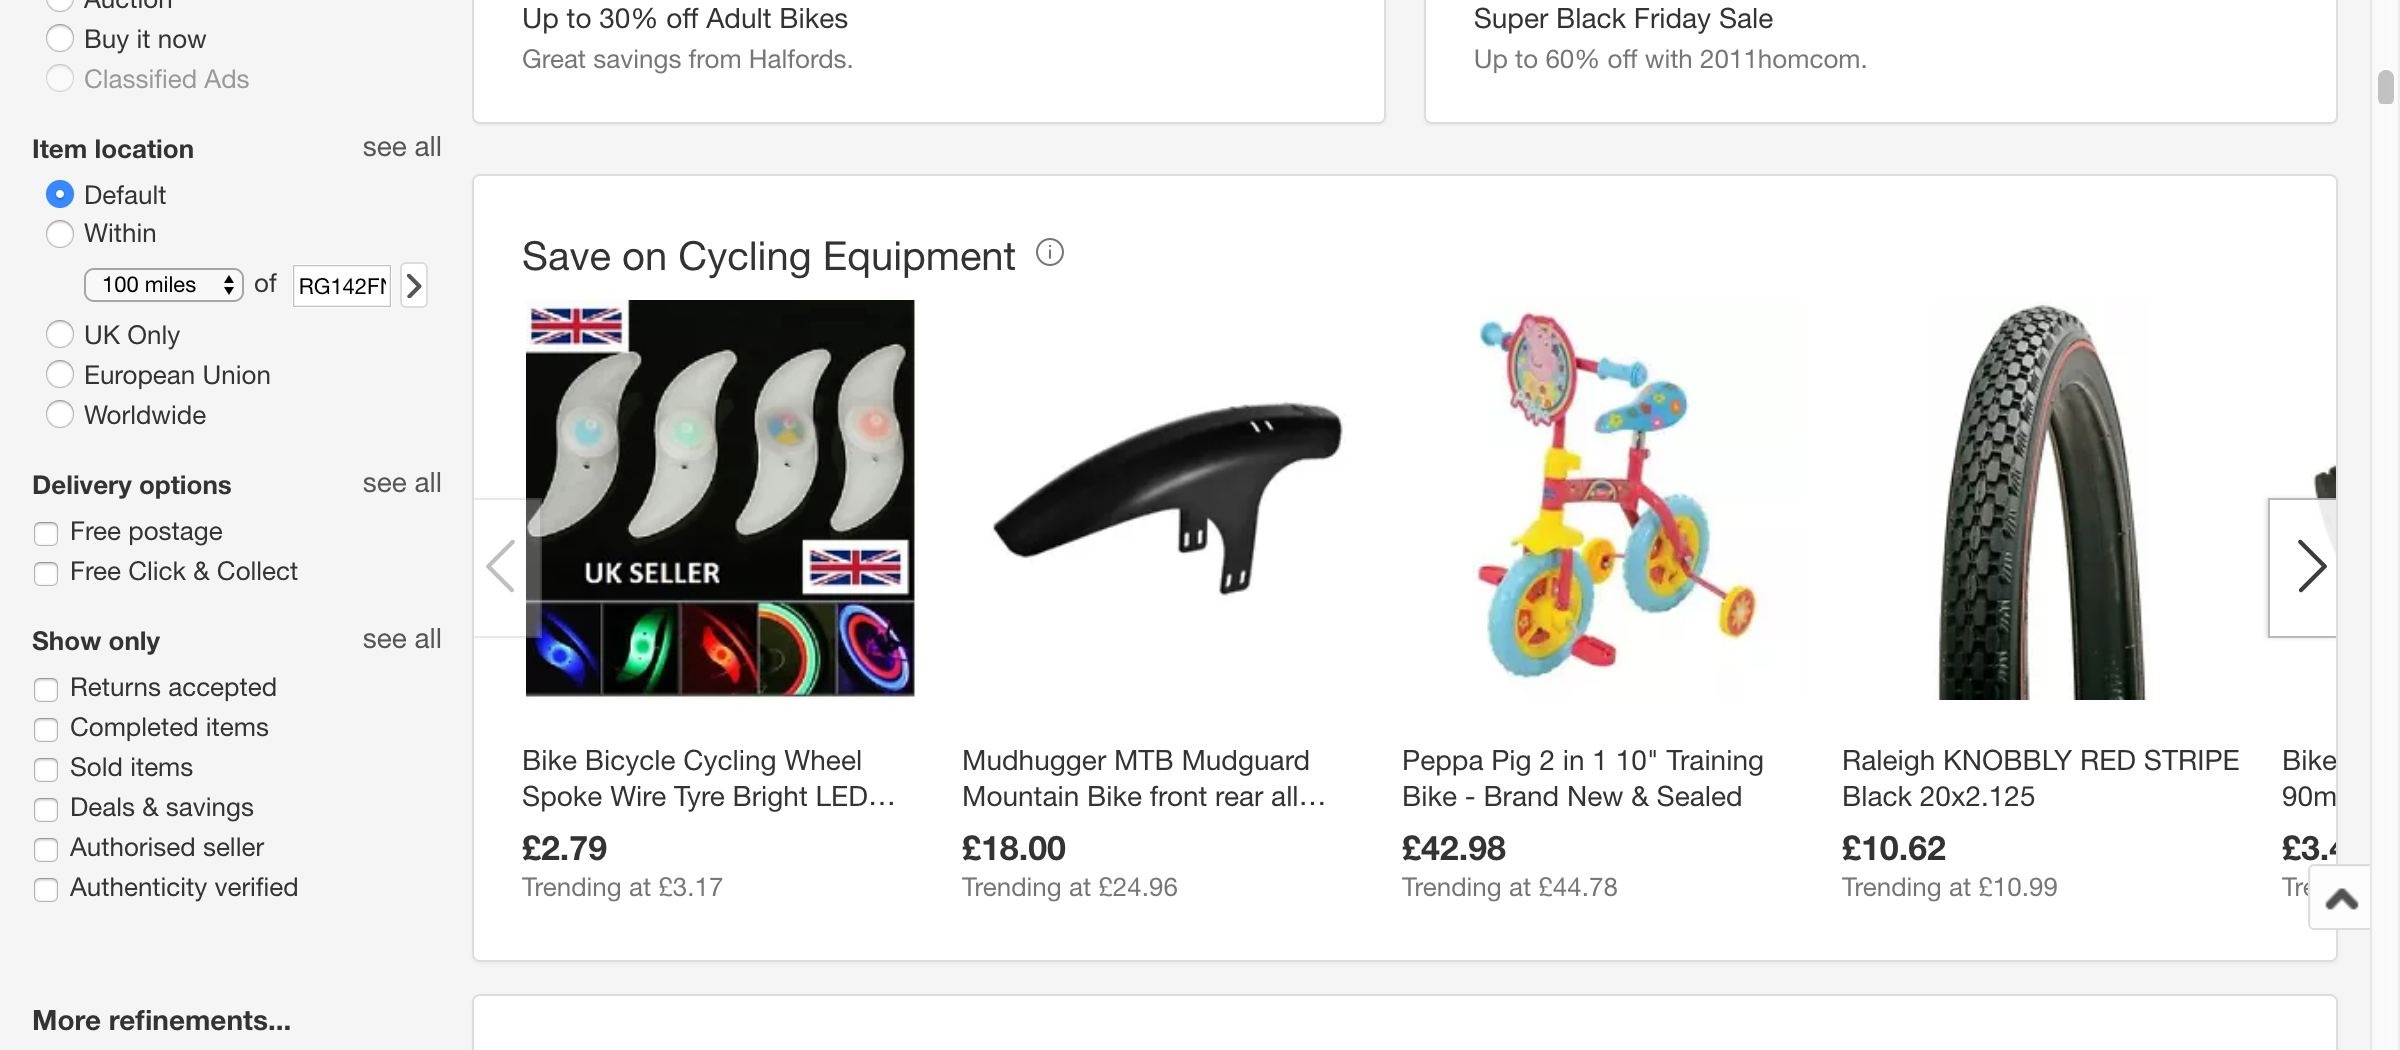 Auction
Buy it now
Classified Ads
Item location see all
Default
Within
100 miles of RG142FN
UK Only
European Union
Worldwide
Delivery options see all
Free postage
Free Click & Collect
Show only see all
Returns accepted
Completed items
Sold items
Deals & savings
Authorised seller
Authenticity verified
More refinements...
Up to 30% off Adult Bikes
Great savings from Halfords.
Super Black Friday Sale
Up to 60% off with 2011homcom.
Save on Cycling Equipment
UK SELLER
Bike Bicycle Cycling Wheel
Spoke Wire Tyre Bright LED...
£2.79
Trending at £3.17
Mudhugger MTB Mudguard
Mountain Bike front rear all...
£18.00
Trending at £24.96
Peppa Pig 2 in 1 10" Training
Bike - Brand New & Sealed
£42.98
Trending at £44.78
Raleigh KNOBBLY RED STRIPE
Black 20x2.125
£10.62
Trending at £10.99
Bike
90m